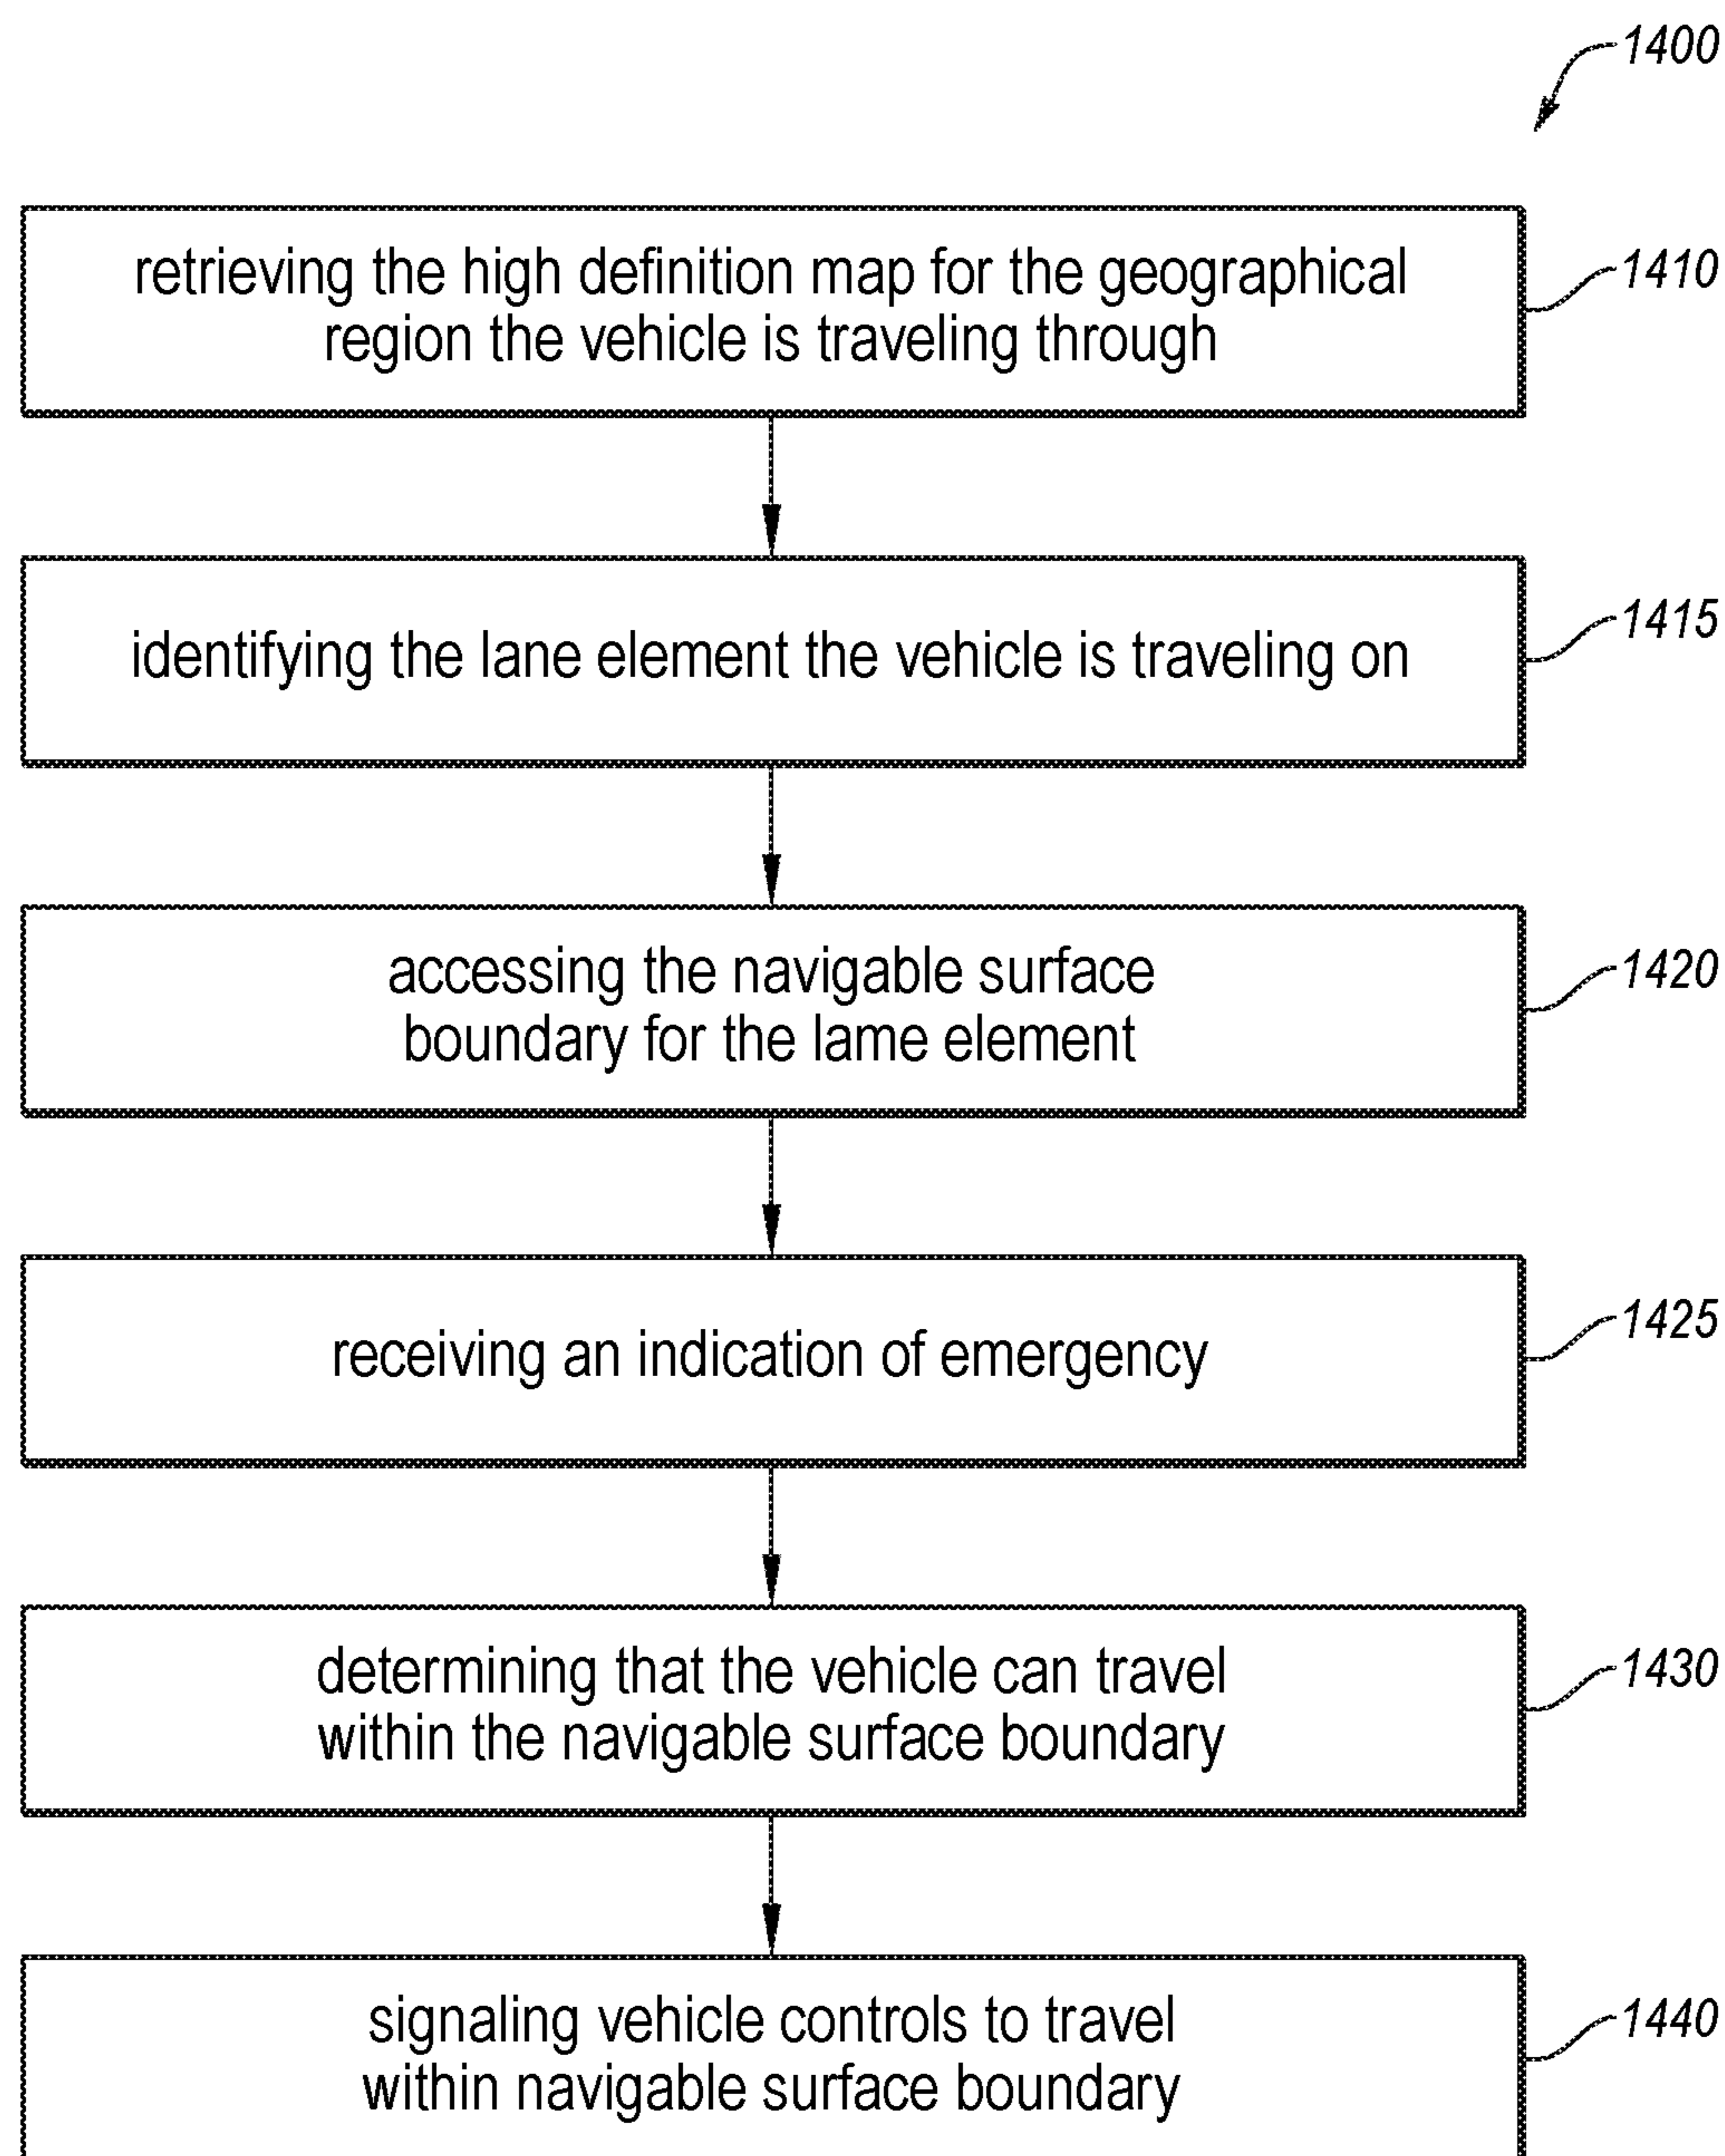 1400
retrieving the high definition map for the geographical
region the vehicle is traveling through
1410
identifying the lane element the vehicle is traveling on
1415
accessing the navigable surface
boundary for the lame element
1420
receiving an indication of emergency
1425
determining that the vehicle can travel
within the navigable surface boundary
1430
signaling vehicle controls to travel
within navigable surface boundary
1440